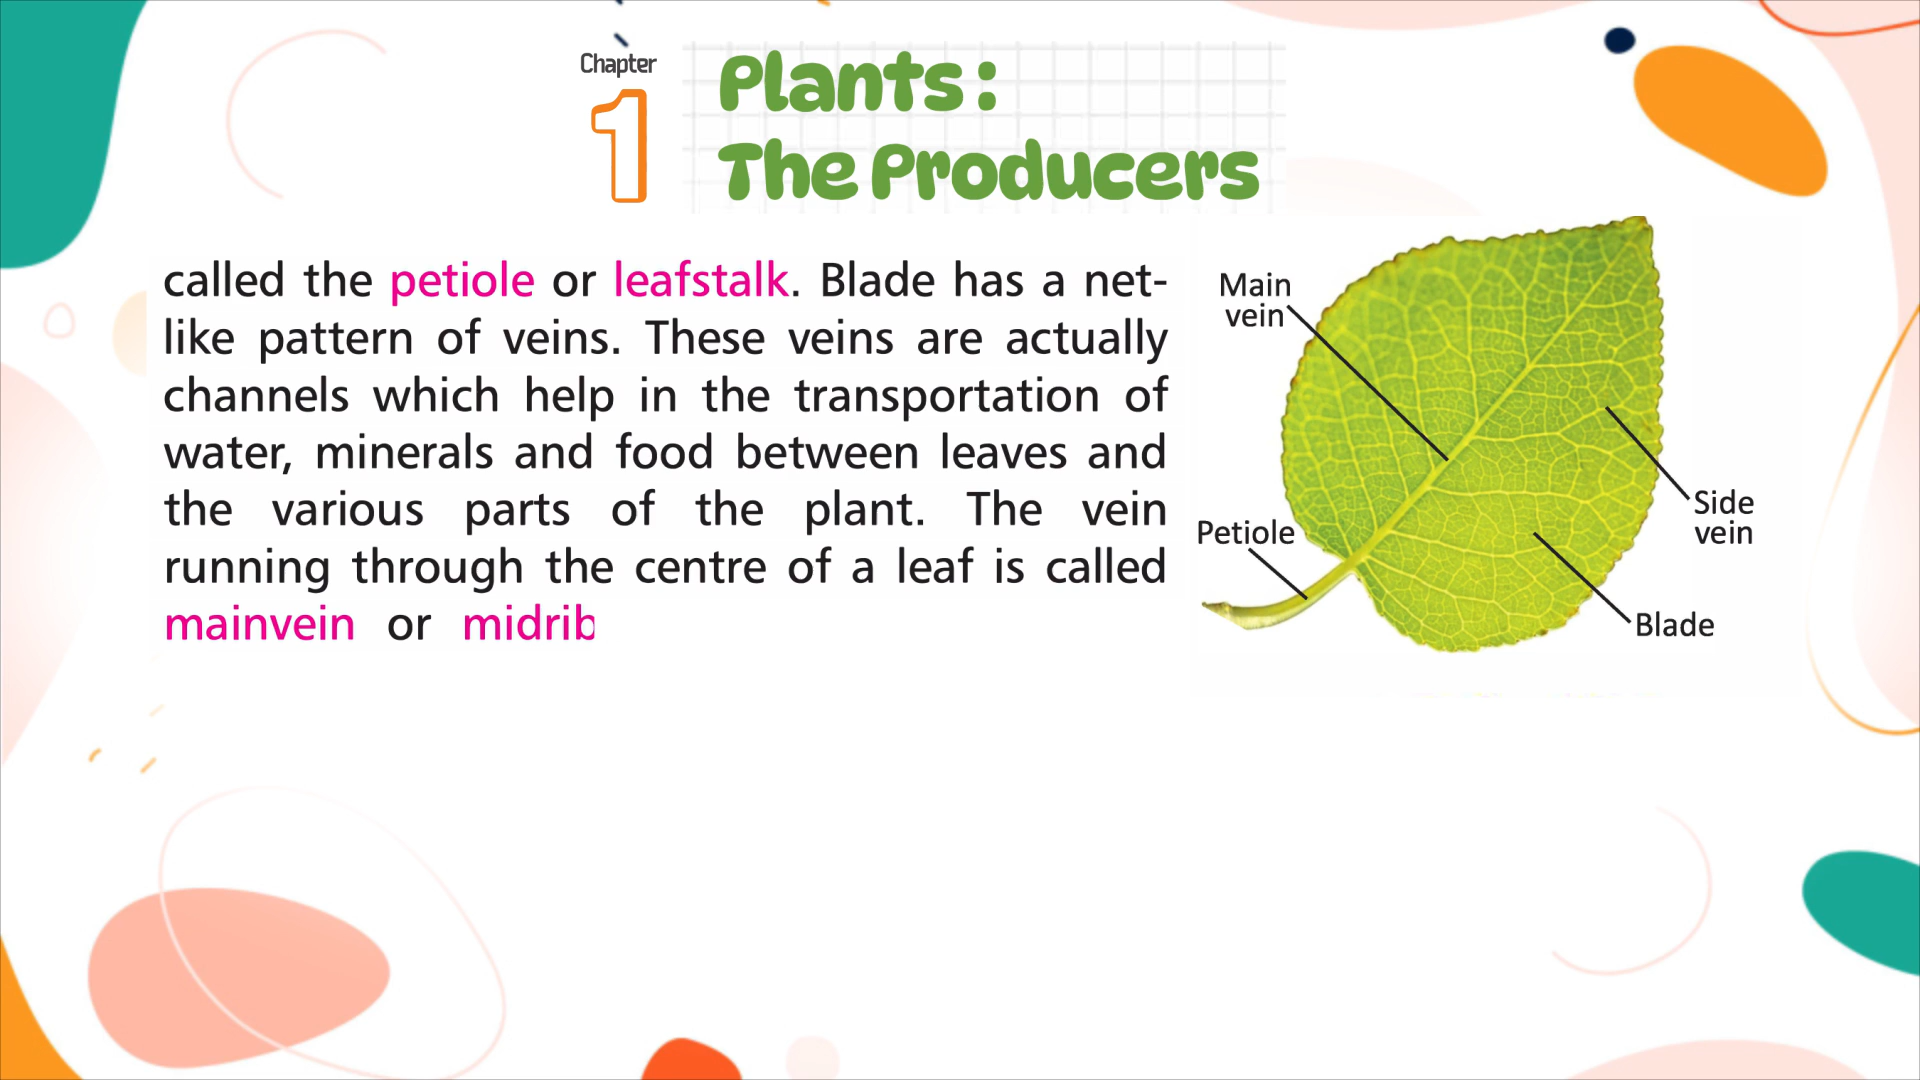 Chapter
1
Plants:
The Producers
called the petiole or leafstalk. Blade has a net-
like pattern of veins. These veins are actually
channels which help in the transportation of
water, minerals and food between leaves and
the various parts of the plant. The vein
running through the centre of a leaf is called
mainvein or midrib
Main
vein
Petiole
Side
vein
Blade